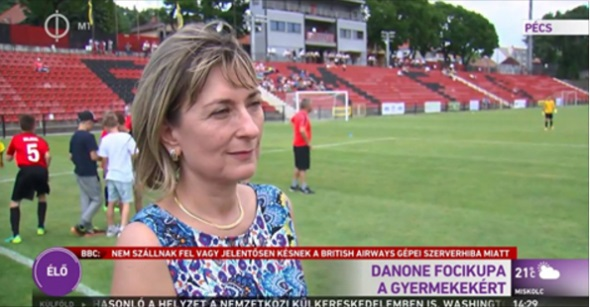 PÉCS
M1
5
BBC: NEM SZÁLLNAK FEL VAGY JELENTŐSEN KÉSNEK A BRITISH AIRWAYS GÉPEI SZERVERHIBA MIATT
ÉLŐ
DANONE FOCIKUPA
A GYERMEKEKÉRT
21°C
MISKOLC
KÜLFÖLD
HASONLÓ A HELYZET A NEMZETKÖZI KÜLKERESKEDELEMBEN IS, WASHINGT
14:29